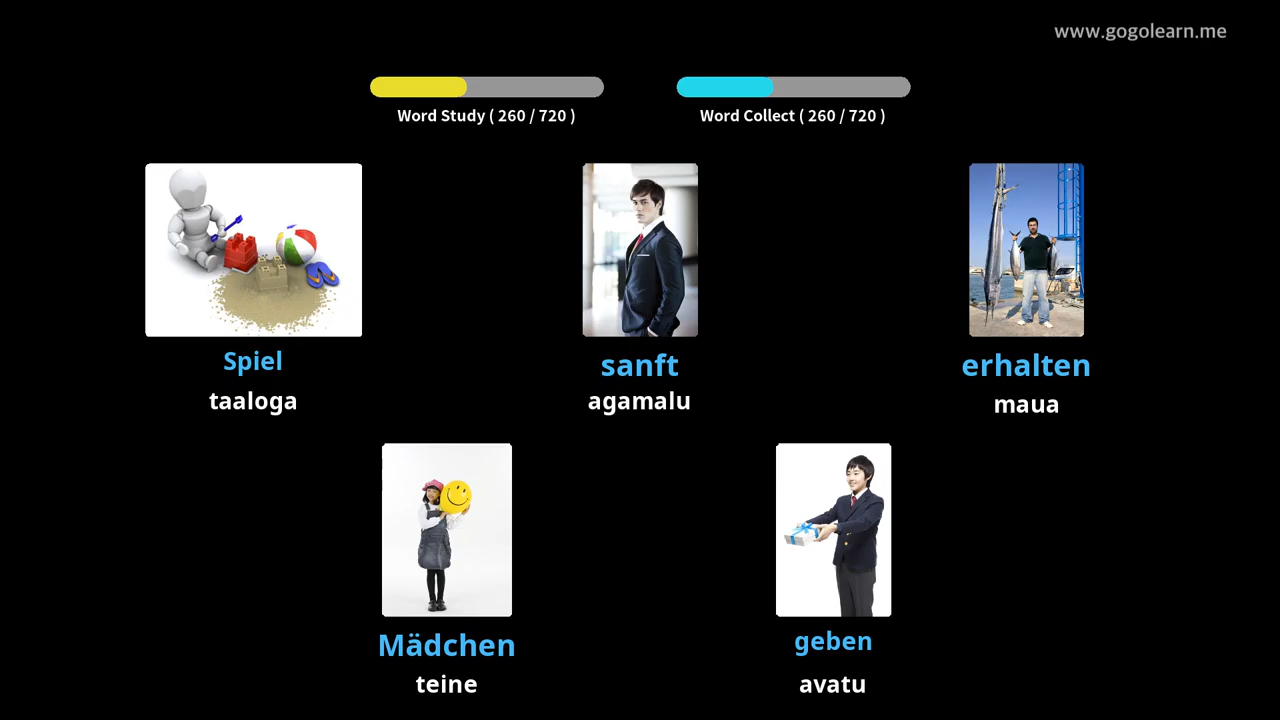 www.gogolearn.me
Word Study ( 260 / 720 )
Word Collect ( 260 / 720 )
Spiel
taaloga
sanft
agamalu
erhalten
maua
Mädchen
teine
geben
avatu